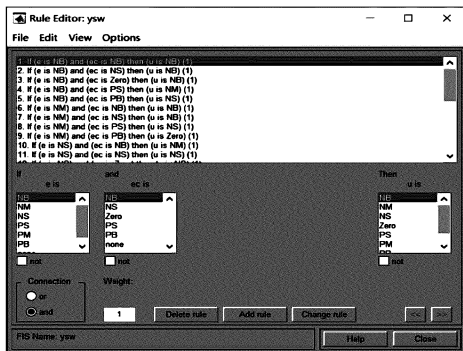 Rule Editor: ysw
File Edit View Options
1. If (e is NB) and (ec is NB) then (u is NB) (1)
2. If (e is NB) and (ec is NS) then (u is NB) (1)
3. If (e is NB) and (ec is Zero) then (u is NB) (1)
4. If (e is NB) and (ec is PS) then (u is NM) (1)
5. If (e is NB) and (ec is PB) then (u is NS) (1)
6. If (e is NM) and (ec is NB) then (u is NB) (1)
7. If (e is NM) and (ec is NS) then (u is NB) (1)
8. If (e is NM) and (ec is PS) then (u is NS) (1)
9. If (e is NM) and (ec is PB) then (u is Zero) (1)
10. If (e is NS) and (ec is NB) then (u is NM) (1)
11. If (e is NS) and (ec is NS) then (u is NS) (1)
If and Then
e is ec is u is
NB NB NB
NM NS NM
NS Zero NS
PS PS Zero
PM PB PS
PB none PM
none PB
not not
Connection Weight:
or
and 1 Delete rule Add rule Change rule << >>
FIS Name: ysw Help Close